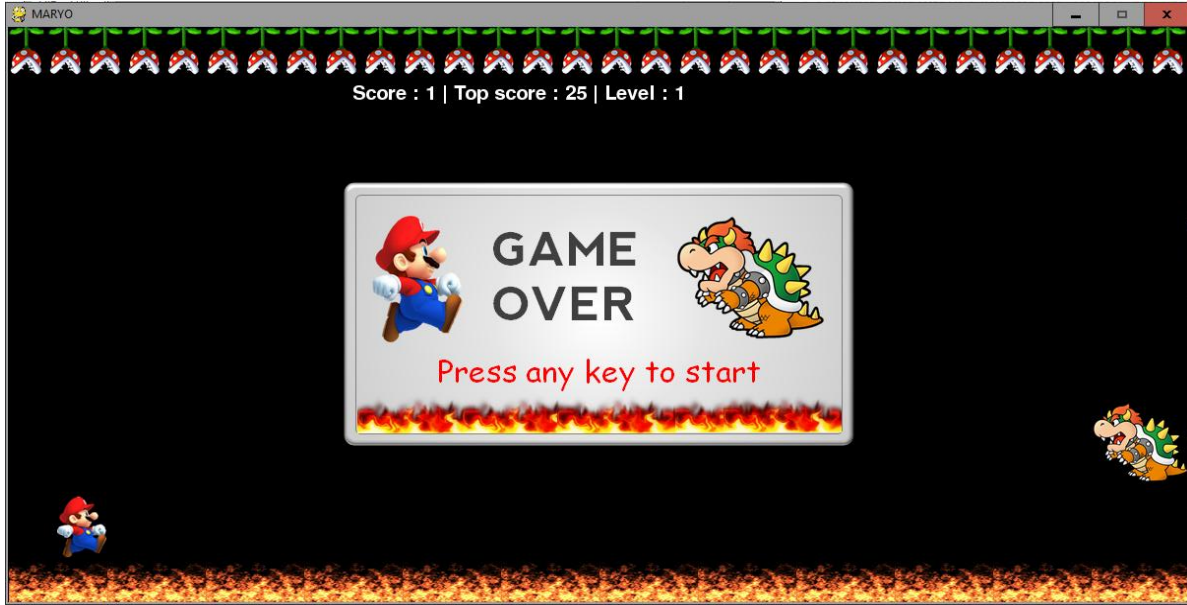 MARYO
Score : 1 | Top score : 25 | Level : 1
GAME
OVER
Press any key to start